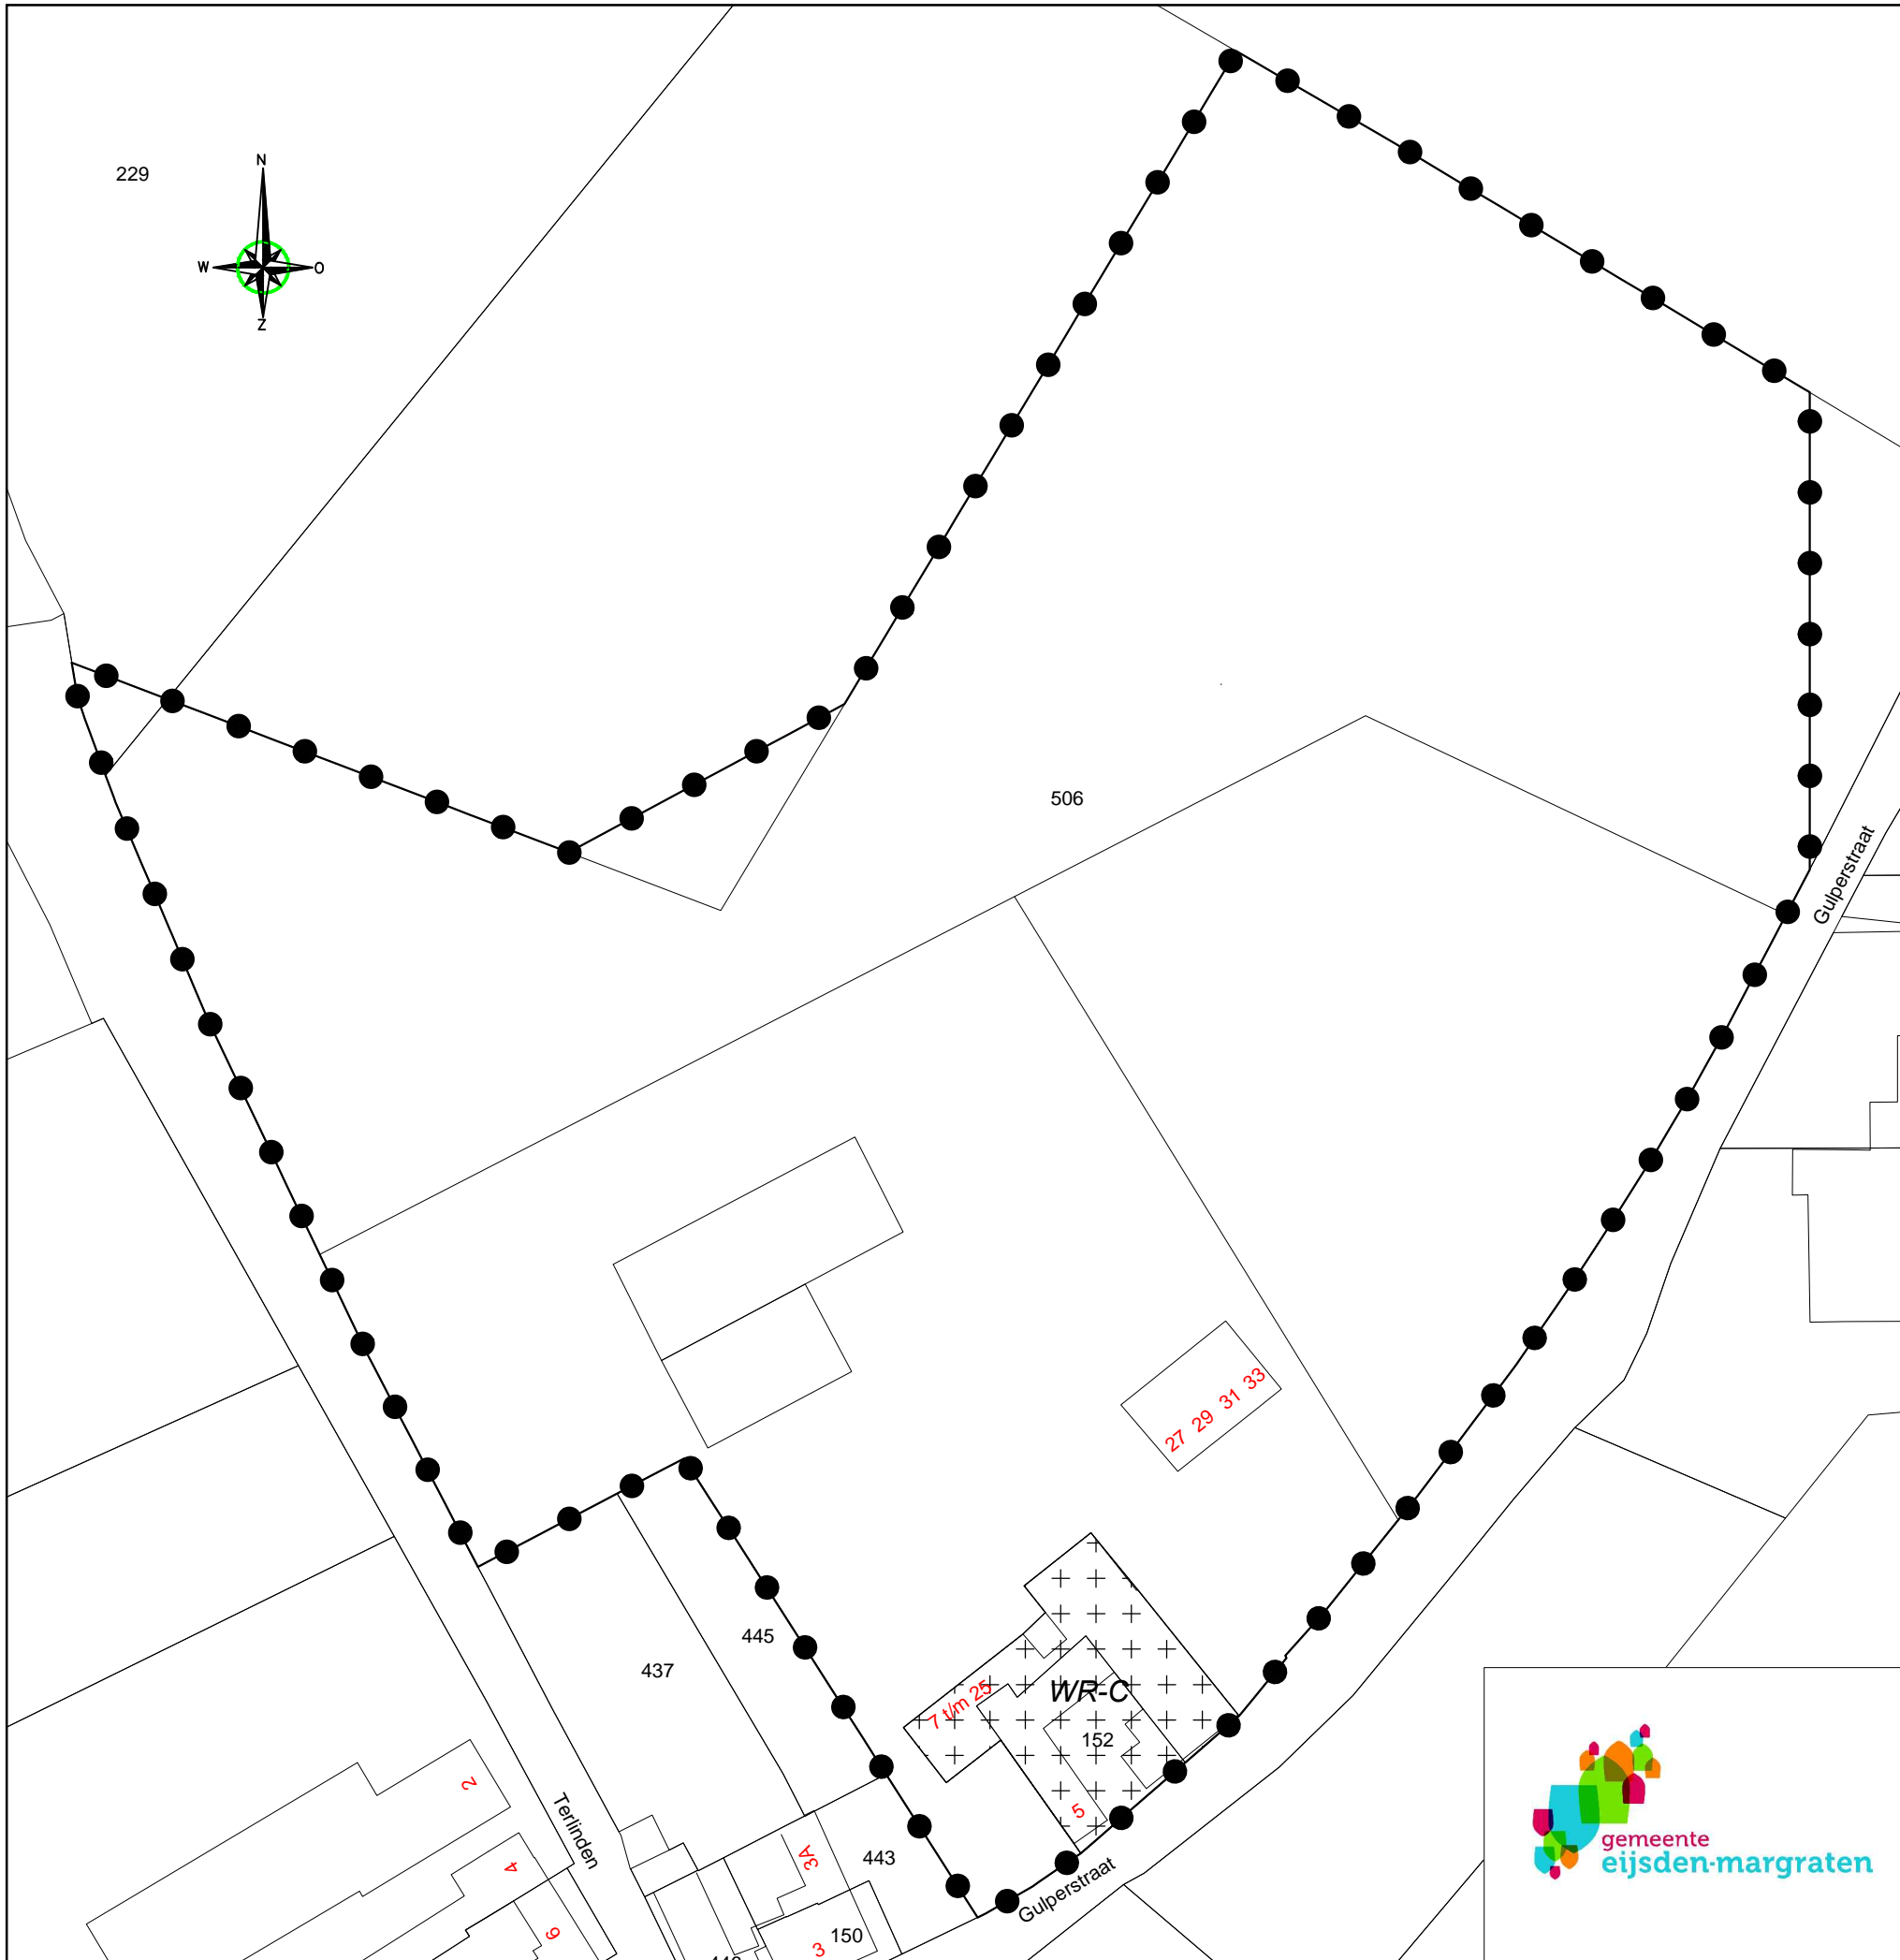 229
N
W
O
Z
506
Gulperstraat
27 29 31 33
445
437
7 t/m 25
WR-C
152
5
2
Terlinden
4
3A
443
Gulperstraat
6
150
3
gemeente
eijsden-margraten